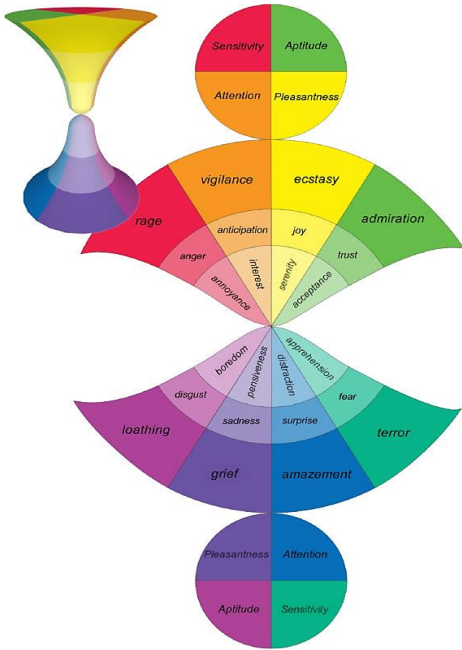 Sensitivity Aptitude
Attention Pleasantness
vigilance ecstasy
rage admiration
anticipation joy
anger trust
annoyance interest serenity acceptance
boredom pensiveness distraction apprehension
disgust fear
sadness surprise
loathing terror
grief amazement
Pleasantness Attention
Aptitude Sensitivity